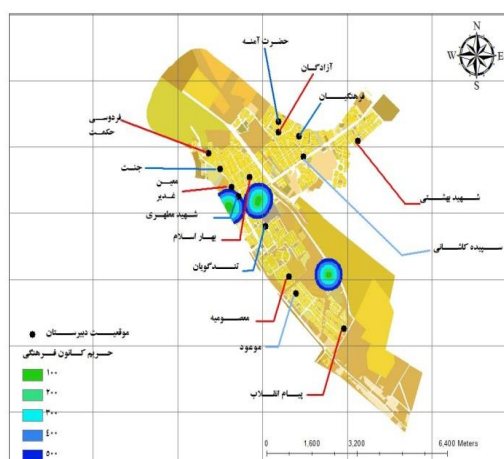 N
W
E
S
حضرت آمنه
آزادگان
فرهنگیان
فردوسی
حکمت
جنت
معین
غدیر
شهید مطهری
بهار اسلام
تندگویان
معصومیه
موعود
پیام انقلاب
شهید بهشتی
سپیده کاشانی
موقعیت دبیرستان
حریم کانون فرهنگی
۱۰۰
۲۰۰
۳۰۰
۴۰۰
۵۰۰
0 1,600 3,200 6,400 Meters